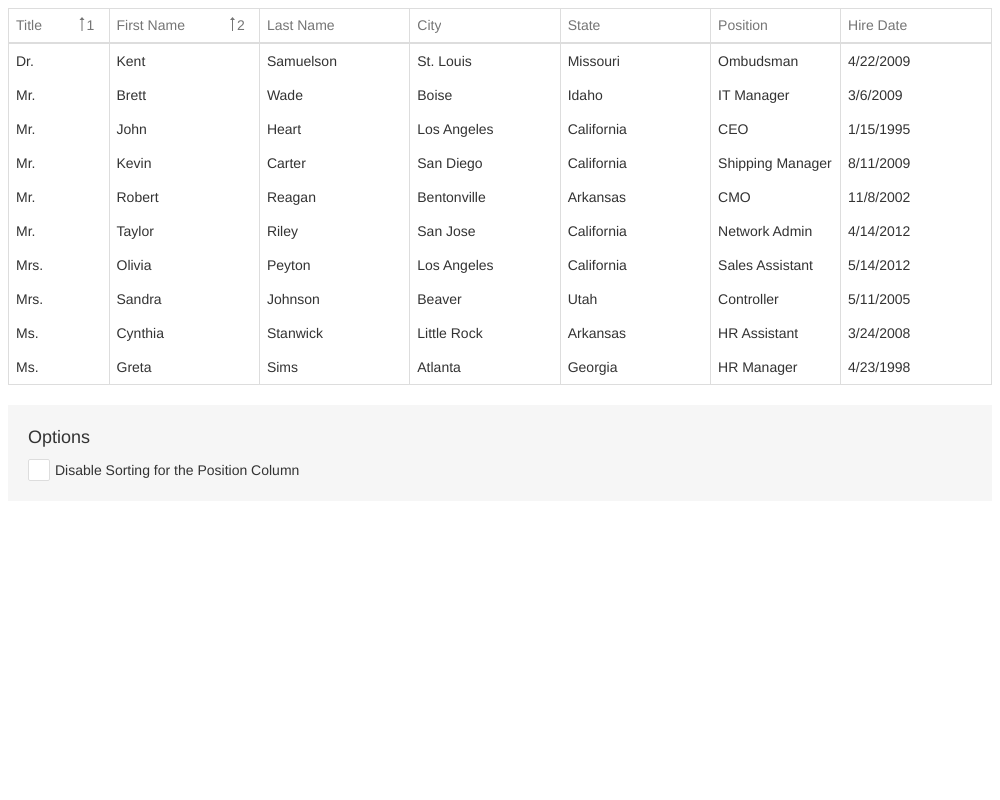 Title 1 First Name 2 Last Name City State Position Hire Date
Dr. Kent Samuelson St. Louis Missouri Ombudsman 4/22/2009
Mr. Brett Wade Boise Idaho IT Manager 3/6/2009
Mr. John Heart Los Angeles California CEO 1/15/1995
Mr. Kevin Carter San Diego California Shipping Manager 8/11/2009
Mr. Robert Reagan Bentonville Arkansas CMO 11/8/2002
Mr. Taylor Riley San Jose California Network Admin 4/14/2012
Mrs. Olivia Peyton Los Angeles California Sales Assistant 5/14/2012
Mrs. Sandra Johnson Beaver Utah Controller 5/11/2005
Ms. Cynthia Stanwick Little Rock Arkansas HR Assistant 3/24/2008
Ms. Greta Sims Atlanta Georgia HR Manager 4/23/1998
Options
Disable Sorting for the Position Column